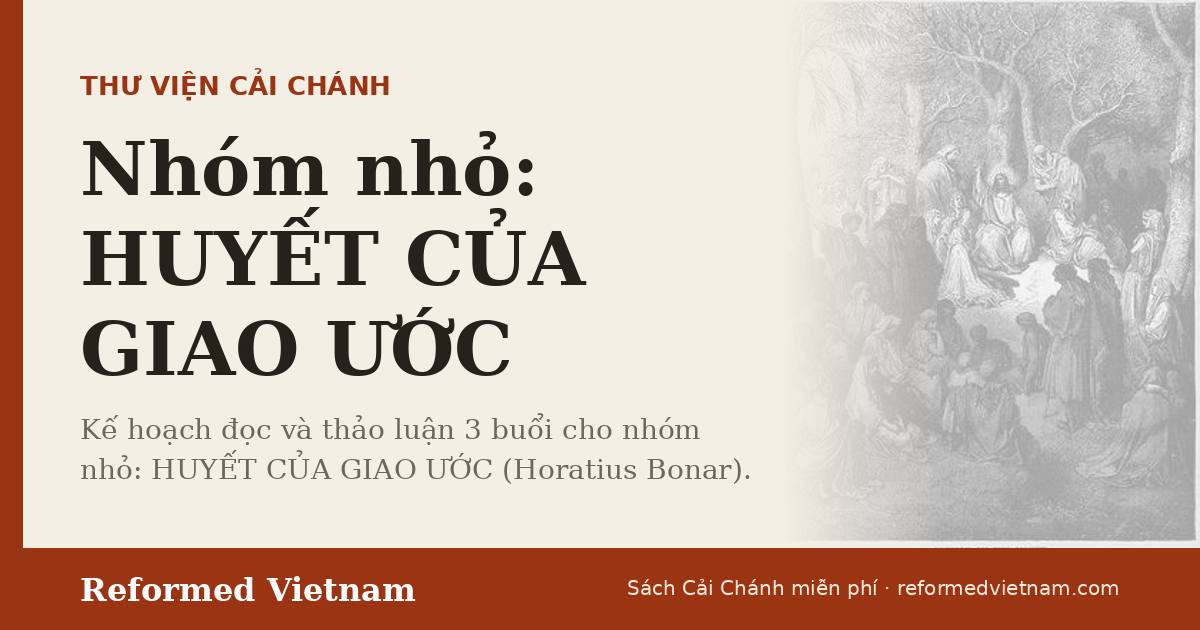 THƯ VIỆN CẢI CHÁNH
Nhóm nhỏ:
HUYẾT CỦA
GIAO ƯỚC
Kế hoạch đọc và thảo luận 3 buổi cho nhóm
nhỏ: HUYẾT CỦA GIAO ƯỚC (Horatius Bonar).
Reformed Vietnam
Sách Cải Chánh miễn phí · reformedvietnam.com